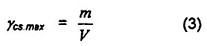 γcs.max = m/V (3)